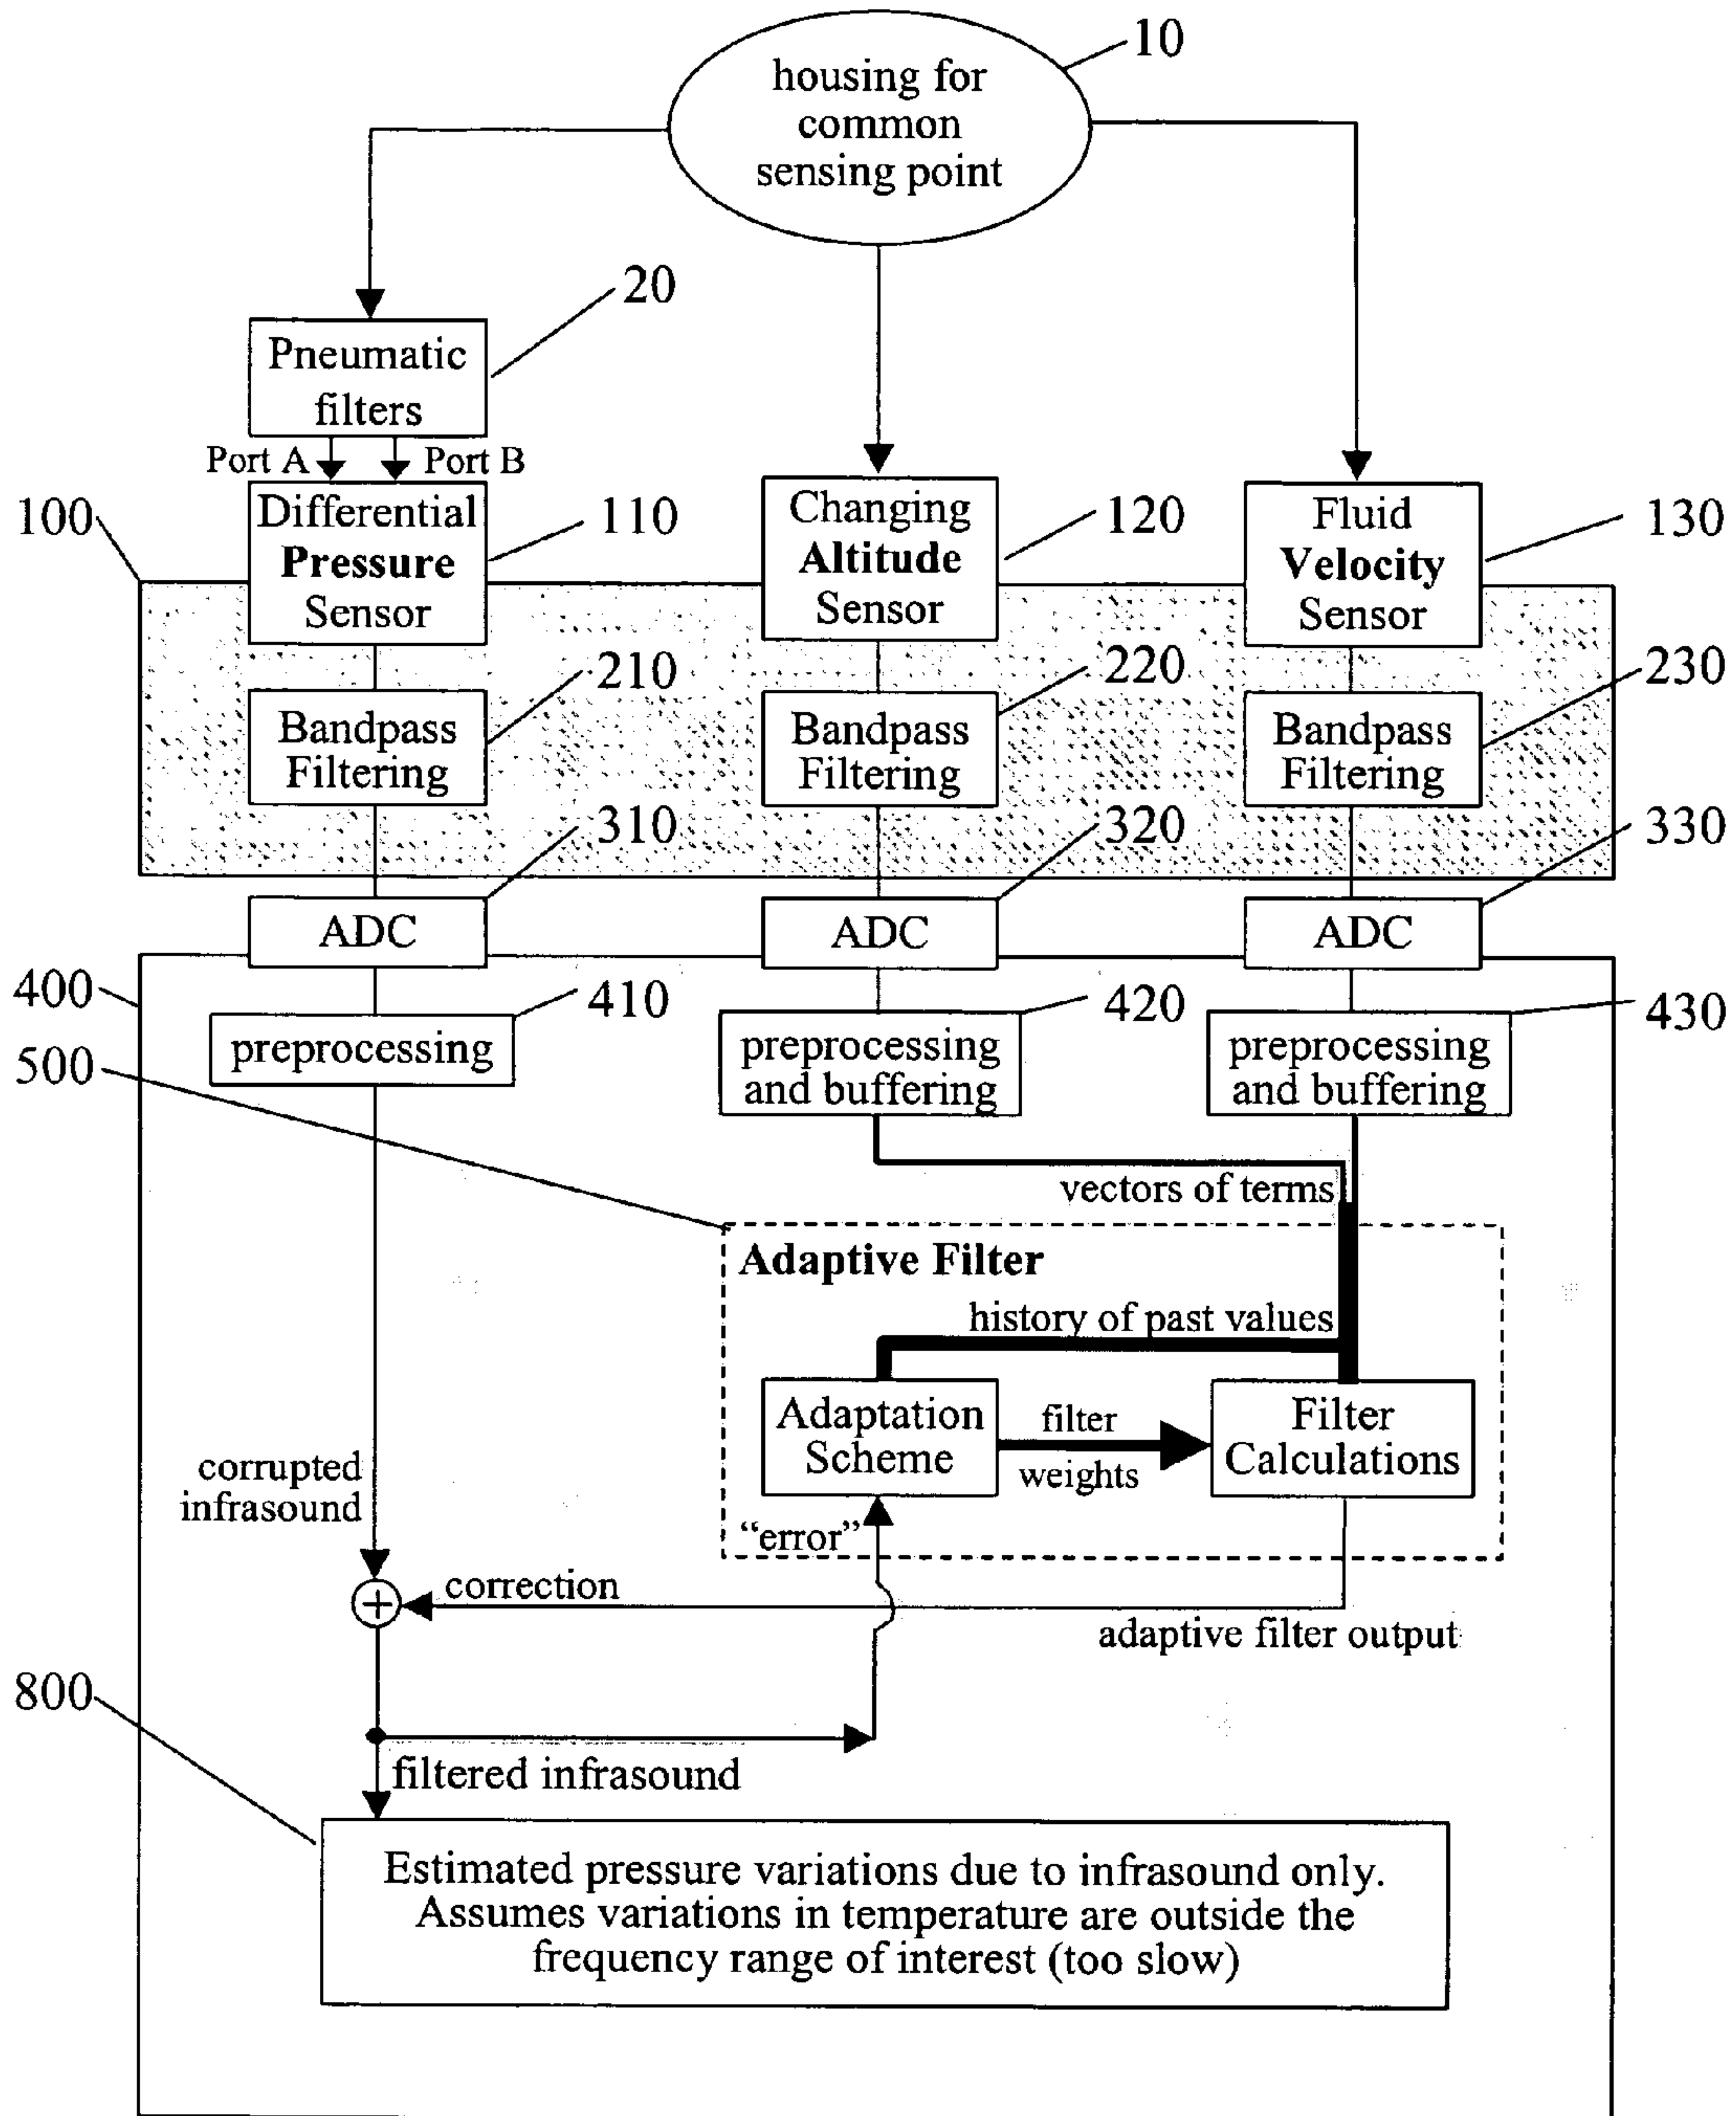 10
housing for
common
sensing point
20
Pneumatic
filters
Port A
Port B
100
Differential
Pressure
Sensor
110
Changing
Altitude
Sensor
120
Fluid
Velocity
Sensor
130
210
Bandpass
Filtering
220
Bandpass
Filtering
230
Bandpass
Filtering
310
ADC
320
ADC
330
ADC
400
410
preprocessing
420
preprocessing
and buffering
430
preprocessing
and buffering
500
vectors of terms
Adaptive Filter
history of past values
Adaptation
Scheme
filter
weights
Filter
Calculations
corrupted
infrasound
“error”
correction
adaptive filter output
800
filtered infrasound
Estimated pressure variations due to infrasound only.
Assumes variations in temperature are outside the
frequency range of interest (too slow)